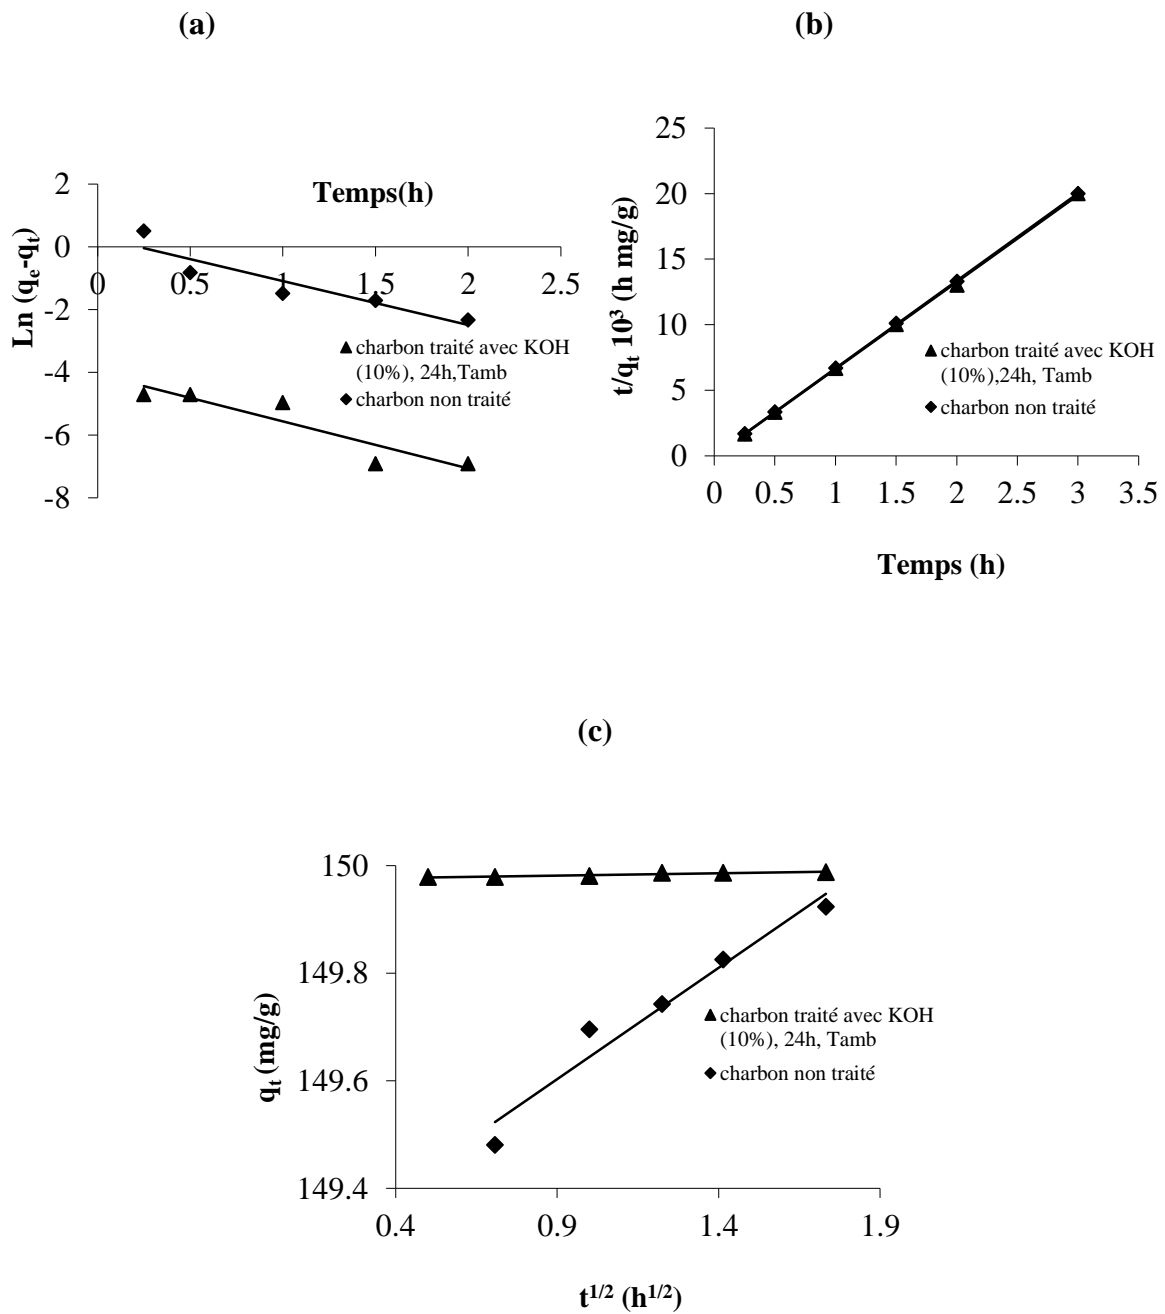 (a)
(b)
2
0
-2
-4
-6
-8
Ln (qₑ-qₜ)
Temps(h)
0 0.5 1 1.5 2 2.5
charbon traité avec KOH
(10%), 24h,Tamb
charbon non traité
25
20
15
10
5
0
t/qₜ 10³ (h mg/g)
charbon traité avec KOH
(10%),24h, Tamb
charbon non traité
0 0.5 1 1.5 2 2.5 3 3.5
Temps (h)
(c)
150
149.8
149.6
149.4
qₜ (mg/g)
charbon traité avec KOH
(10%), 24h, Tamb
charbon non traité
0.4 0.9 1.4 1.9
t¹/² (h¹/²)